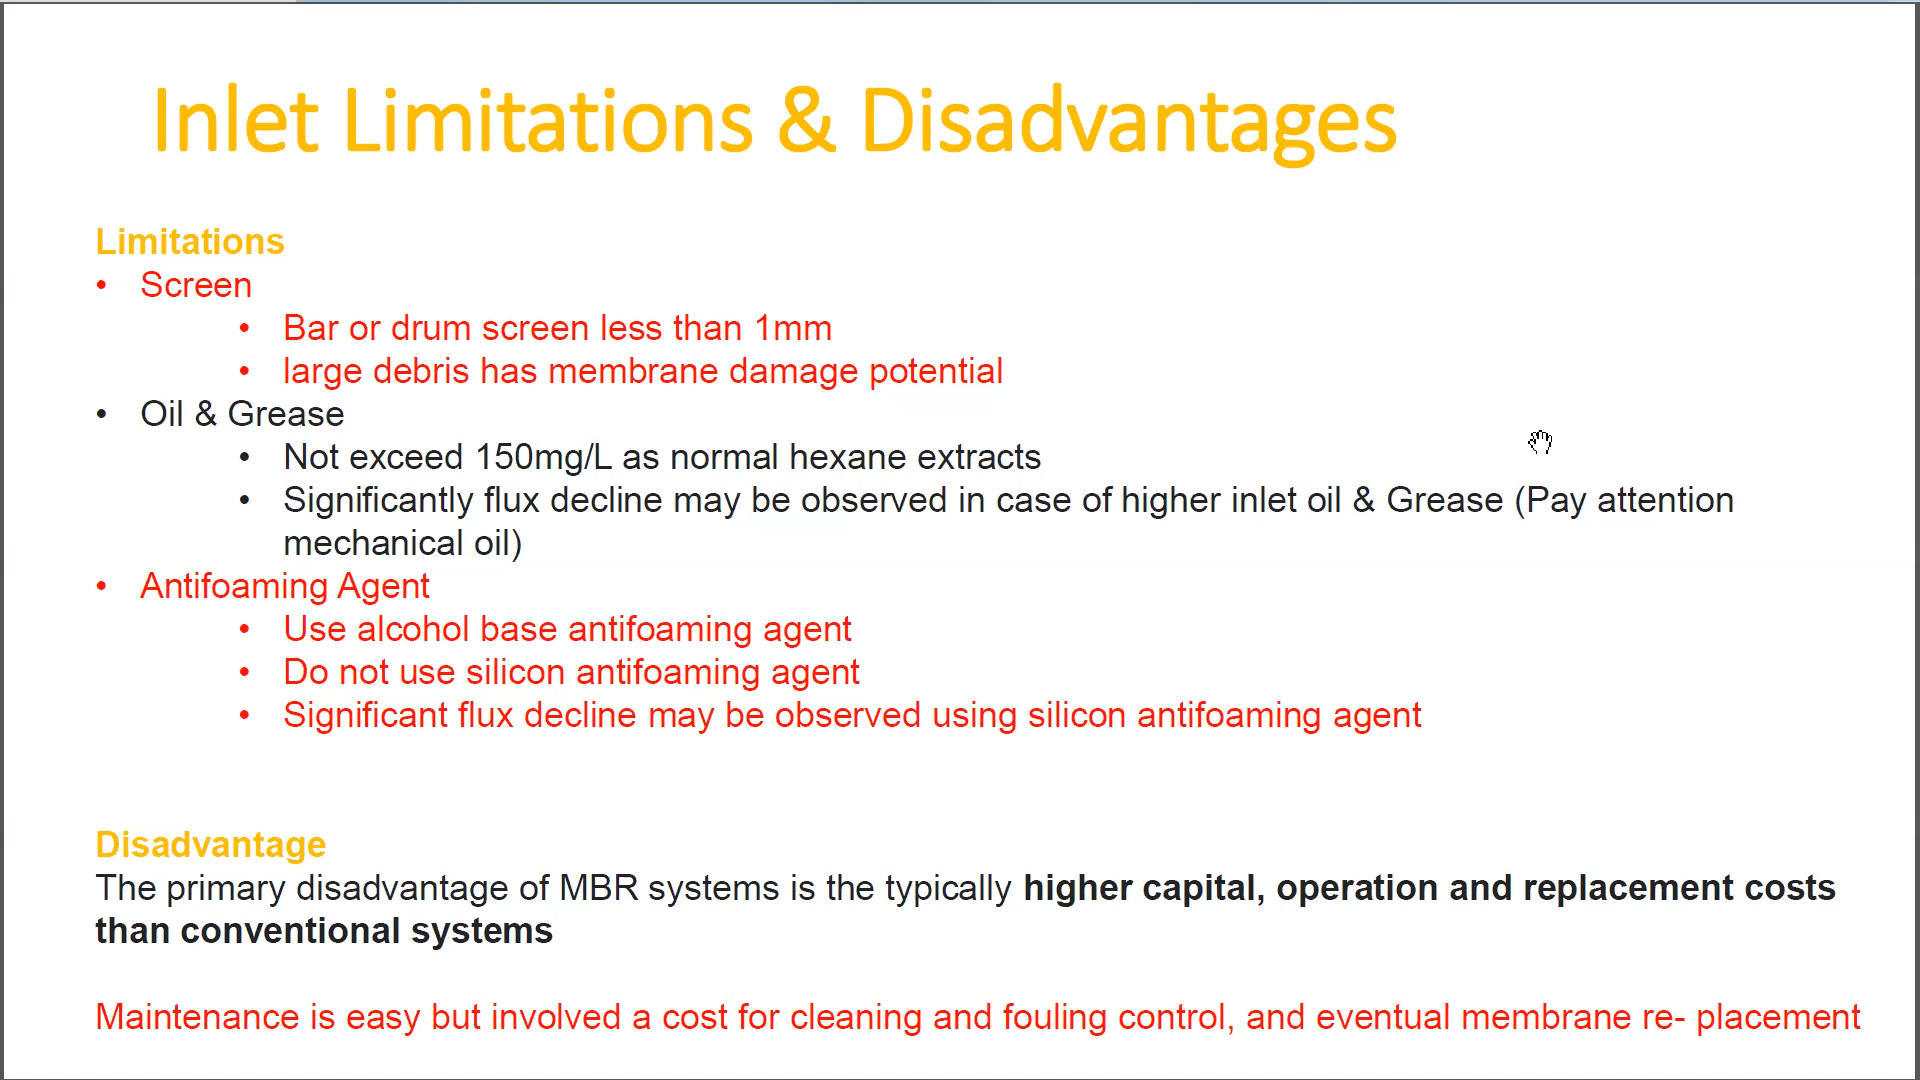 Inlet Limitations & Disadvantages
Limitations
• Screen
• Bar or drum screen less than 1mm
• large debris has membrane damage potential
• Oil & Grease
• Not exceed 150mg/L as normal hexane extracts
• Significantly flux decline may be observed in case of higher inlet oil & Grease (Pay attention
mechanical oil)
• Antifoaming Agent
• Use alcohol base antifoaming agent
• Do not use silicon antifoaming agent
• Significant flux decline may be observed using silicon antifoaming agent
Disadvantage
The primary disadvantage of MBR systems is the typically higher capital, operation and replacement costs
than conventional systems
Maintenance is easy but involved a cost for cleaning and fouling control, and eventual membrane re- placement